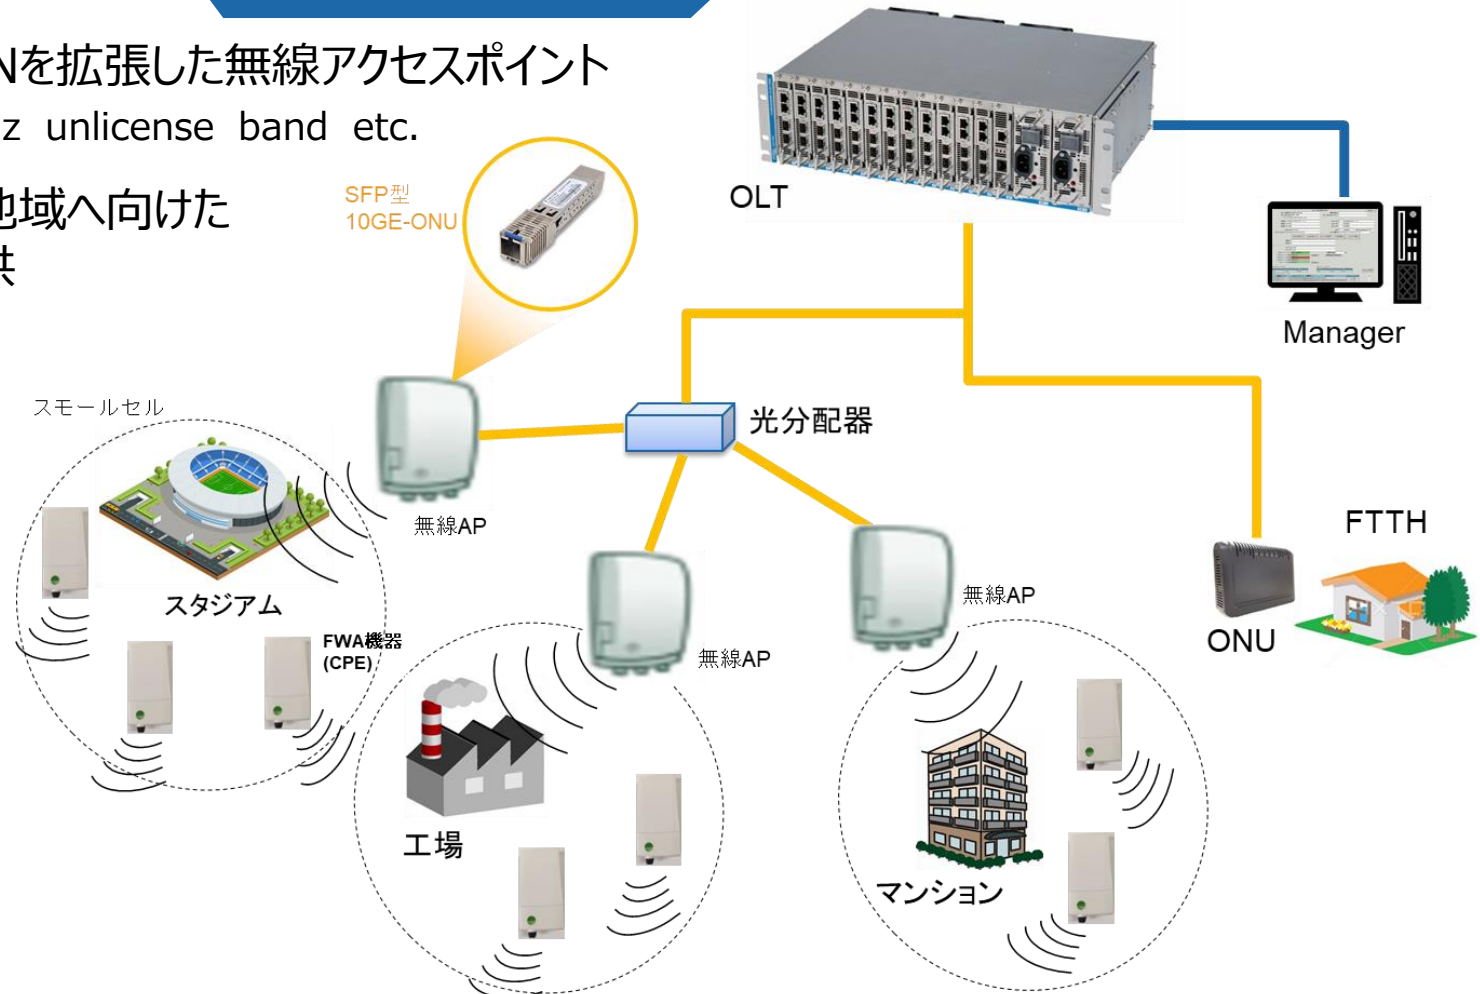 Nを拡張した無線アクセスポイント
z unlicense band etc.
地域へ向けた
供
SFP型
10GE-ONU
OLT
Manager
スモールセル
光分配器
無線AP
スタジアム
FWA機器
(CPE)
無線AP
無線AP
FTTH
ONU
工場
マンション